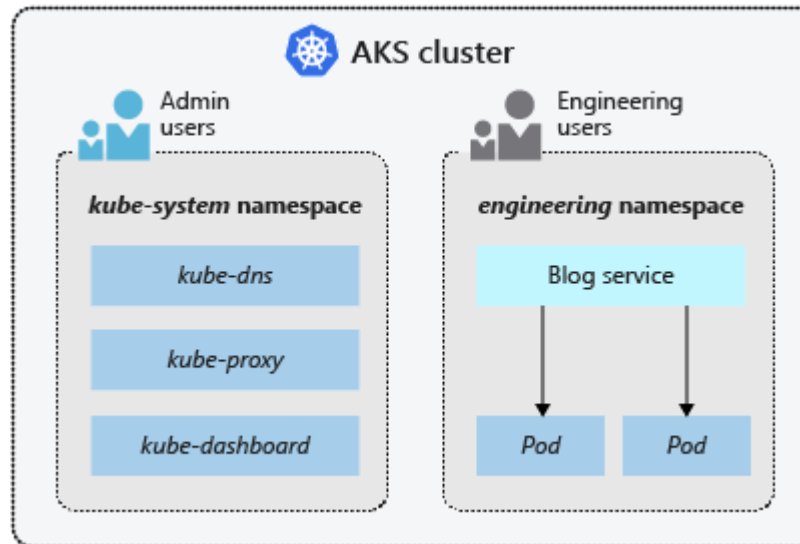 AKS cluster
Admin
users
Engineering
users
kube-system namespace
engineering namespace
kube-dns
Blog service
kube-proxy
kube-dashboard
Pod
Pod